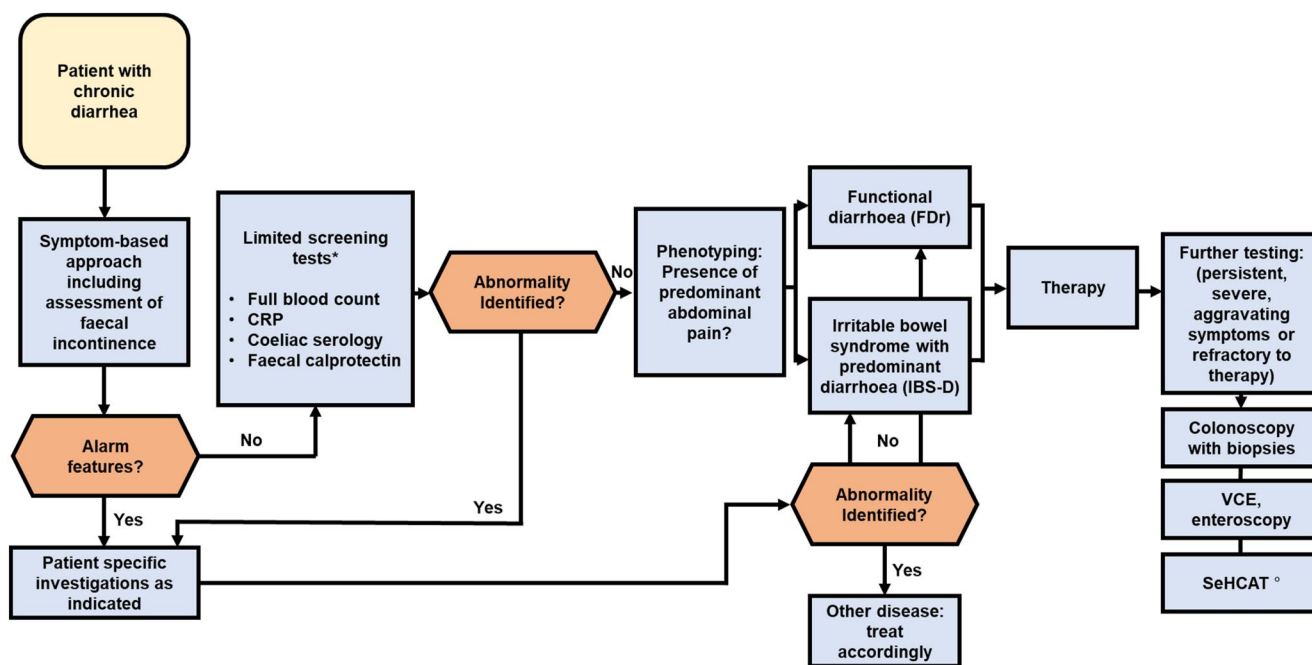 Patient with
chronic
diarrhea
Symptom-based
approach
including
assessment of
faecal
incontinence
Alarm
features?
No
Yes
Patient specific
investigations as
indicated
Limited screening
tests*
• Full blood count
• CRP
• Coeliac serology
• Faecal calprotectin
Abnormality
Identified?
No
Yes
Phenotyping:
Presence of
predominant
abdominal
pain?
Functional
diarrhoea (FDr)
Irritable bowel
syndrome with
predominant
diarrhoea (IBS-D)
No
Abnormality
Identified?
Yes
Other disease:
treat
accordingly
Therapy
Further testing:
(persistent,
severe,
aggravating
symptoms or
refractory to
therapy)
Colonoscopy
with biopsies
VCE,
enteroscopy
SeHCAT °